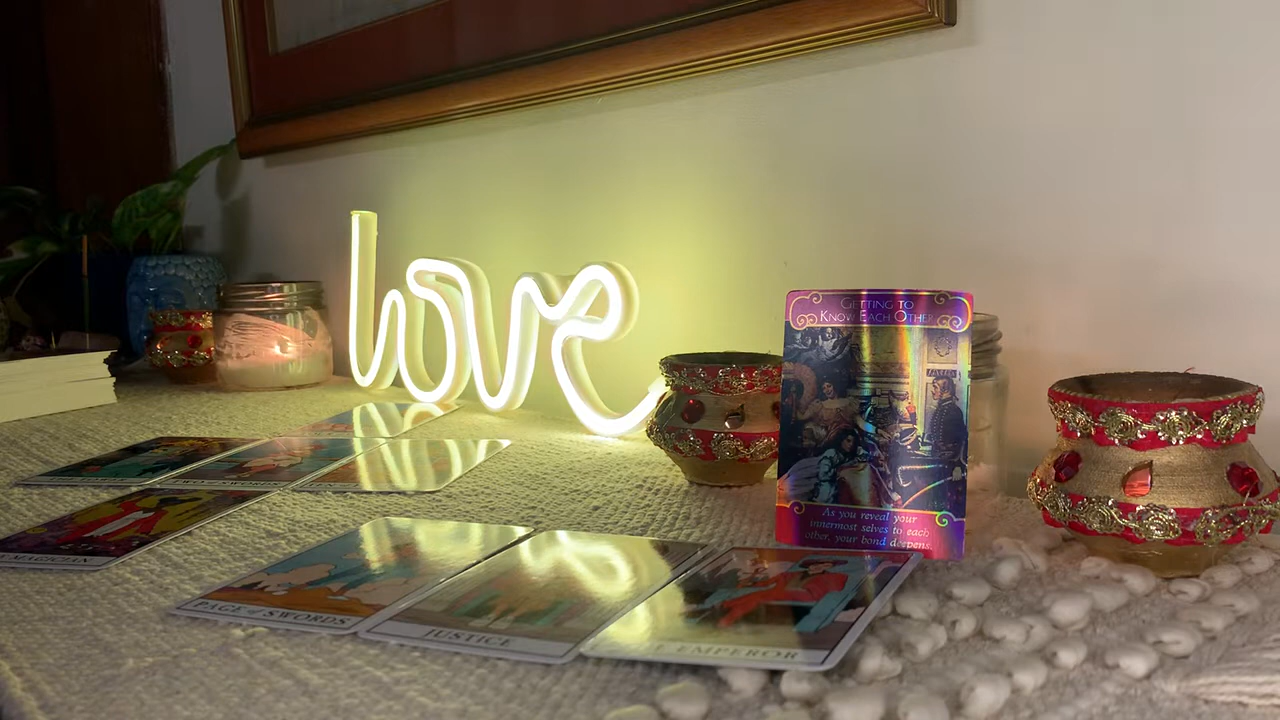 love
GETTING TO
KNOW EACH OTHER
As you reveal your
innermost selves to each
other, your bond deepens.
MAGICIAN
PAGE of SWORDS
JUSTICE
EMPEROR